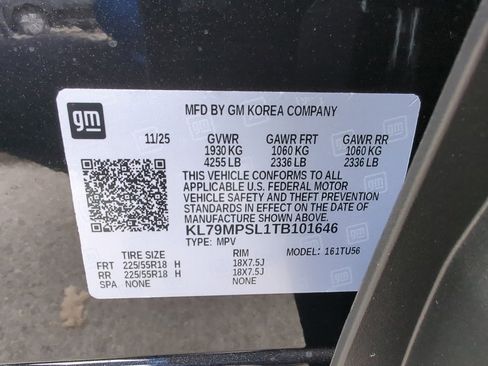 gm
MFD BY GM KOREA COMPANY
11/25 GVWR GAWR FRT GAWR RR
1930 KG 1060 KG 1060 KG
4255 LB 2336 LB 2336 LB
THIS VEHICLE CONFORMS TO ALL
APPLICABLE U.S. FEDERAL MOTOR
VEHICLE SAFETY AND THEFT PREVENTION
STANDARDS IN EFFECT ON THE DATE OF
MANUFACTURE SHOWN ABOVE.
KL79MPSL1TB101646
TYPE: MPV MODEL: 161TU56
TIRE SIZE RIM
FRT 225/55R18 H 18X7.5J
RR 225/55R18 H 18X7.5J
SPA NONE NONE